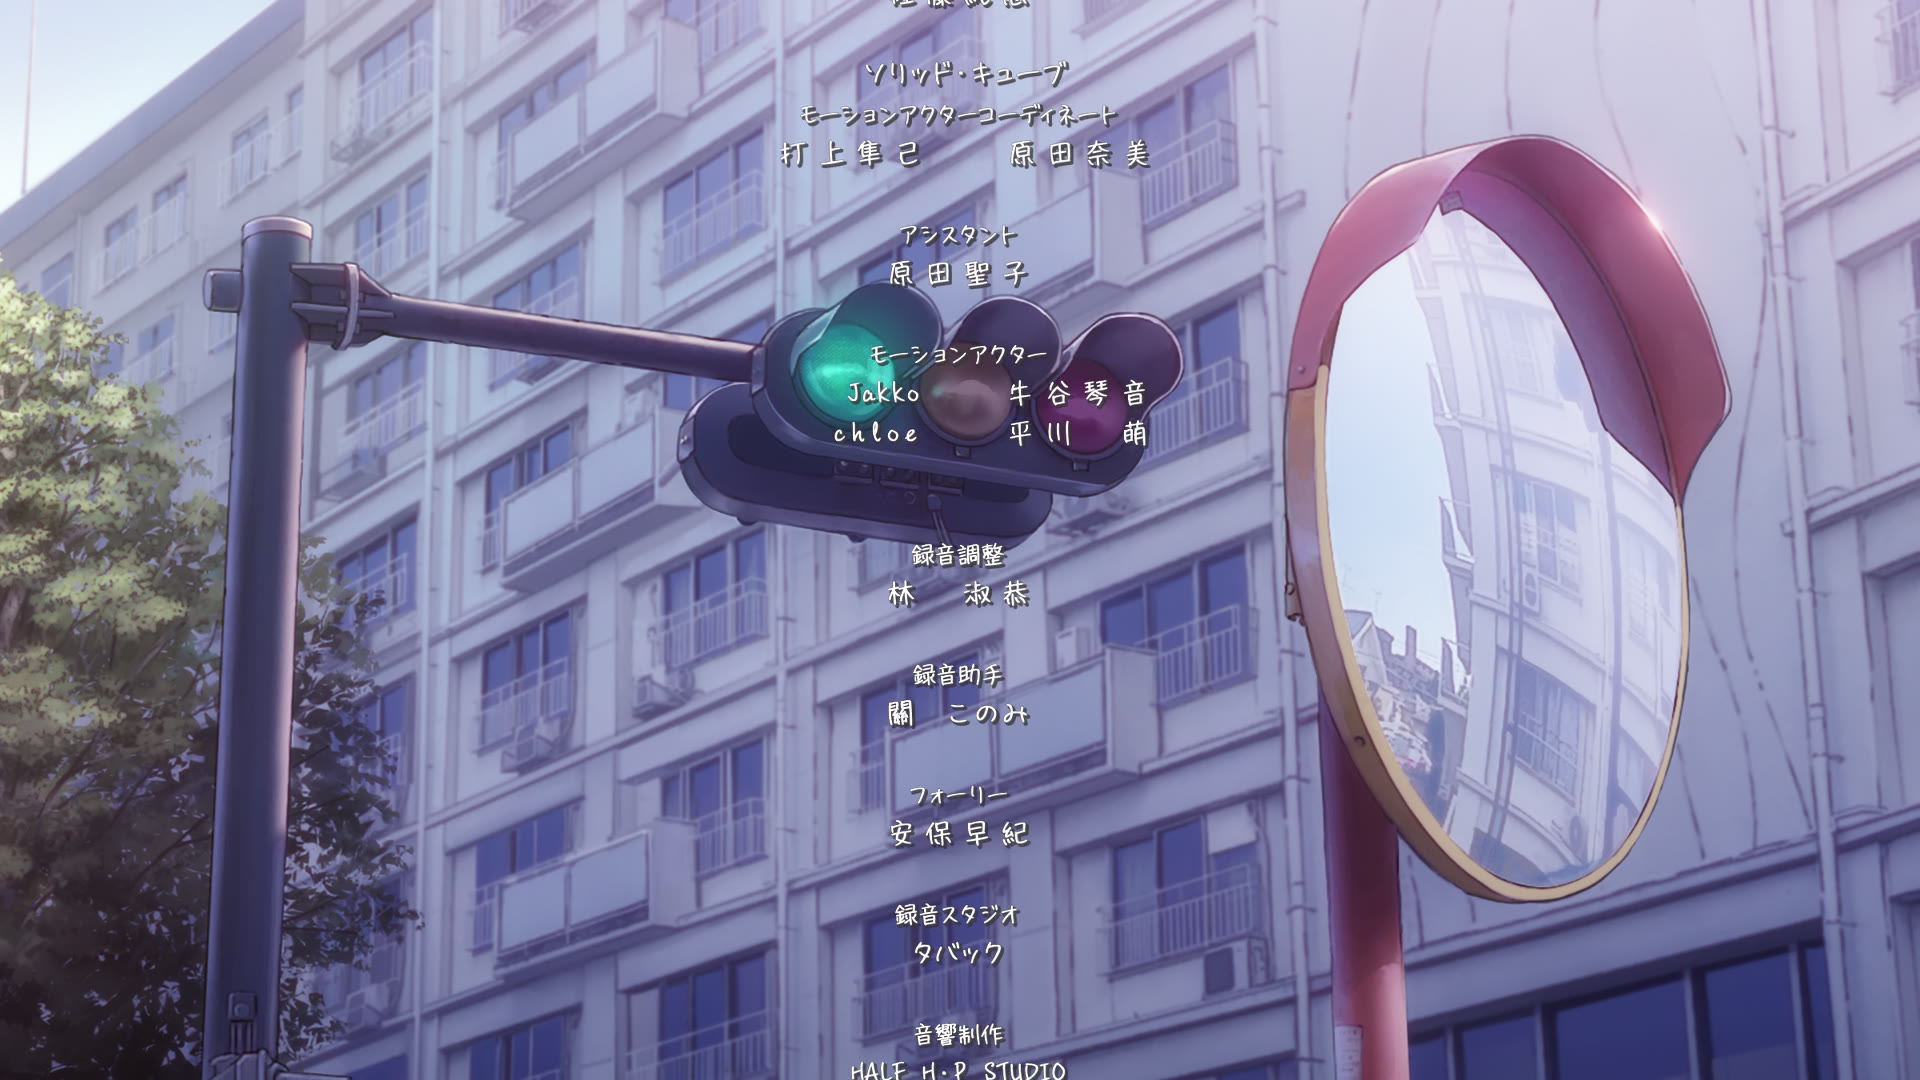 ソリッド・キューブ
モーションアクターコーディネート
打上隼己 原田奈美
アシスタント
原田聖子
モーションアクター
Jakko 牛谷琴音
chloe 平川 萌
録音調整
林 淑恭
録音助手
關 このみ
フォーリー
安保早紀
録音スタジオ
タバック
音響制作
HALF H・P STUDIO